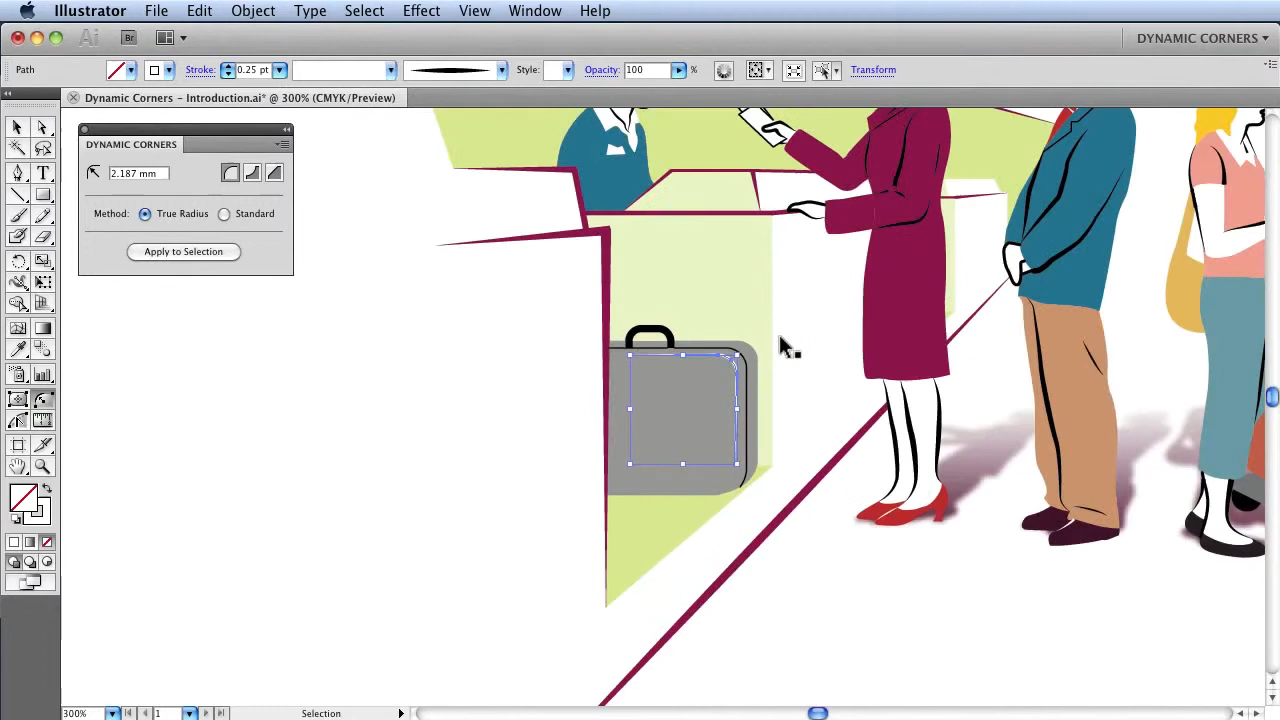 Illustrator File Edit Object Type Select Effect View Window Help
Ai Br DYNAMIC CORNERS
Path Stroke: 0.25 pt Style: Opacity: 100 % Transform
Dynamic Corners – Introduction.ai* @ 300% (CMYK/Preview)
DYNAMIC CORNERS
2.187 mm
Method: True Radius Standard
Apply to Selection
T
300% 1 Selection